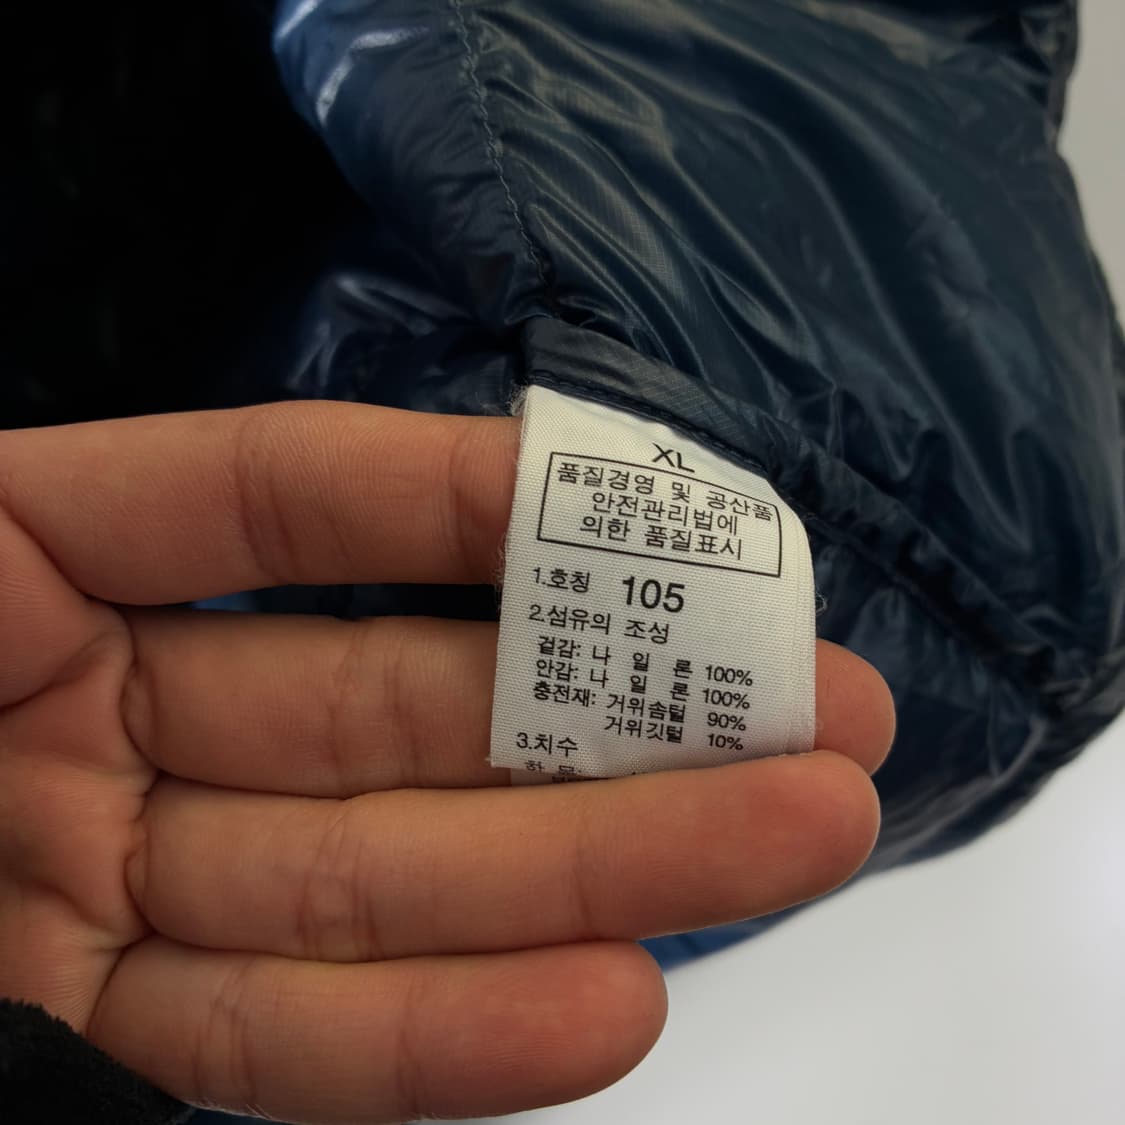 XL
품질경영 및 공산품
안전관리법에
의한 품질표시
1.호칭 105
2.섬유의 조성
겉감: 나 일 론 100%
안감: 나 일 론 100%
충전재: 거위솜털 90%
거위깃털 10%
3.치수